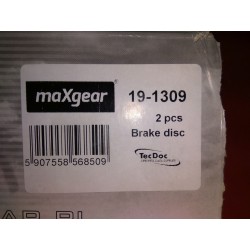 maXgear
19-1309
2 pcs
Brake disc
5 907558 568509
TecDoc